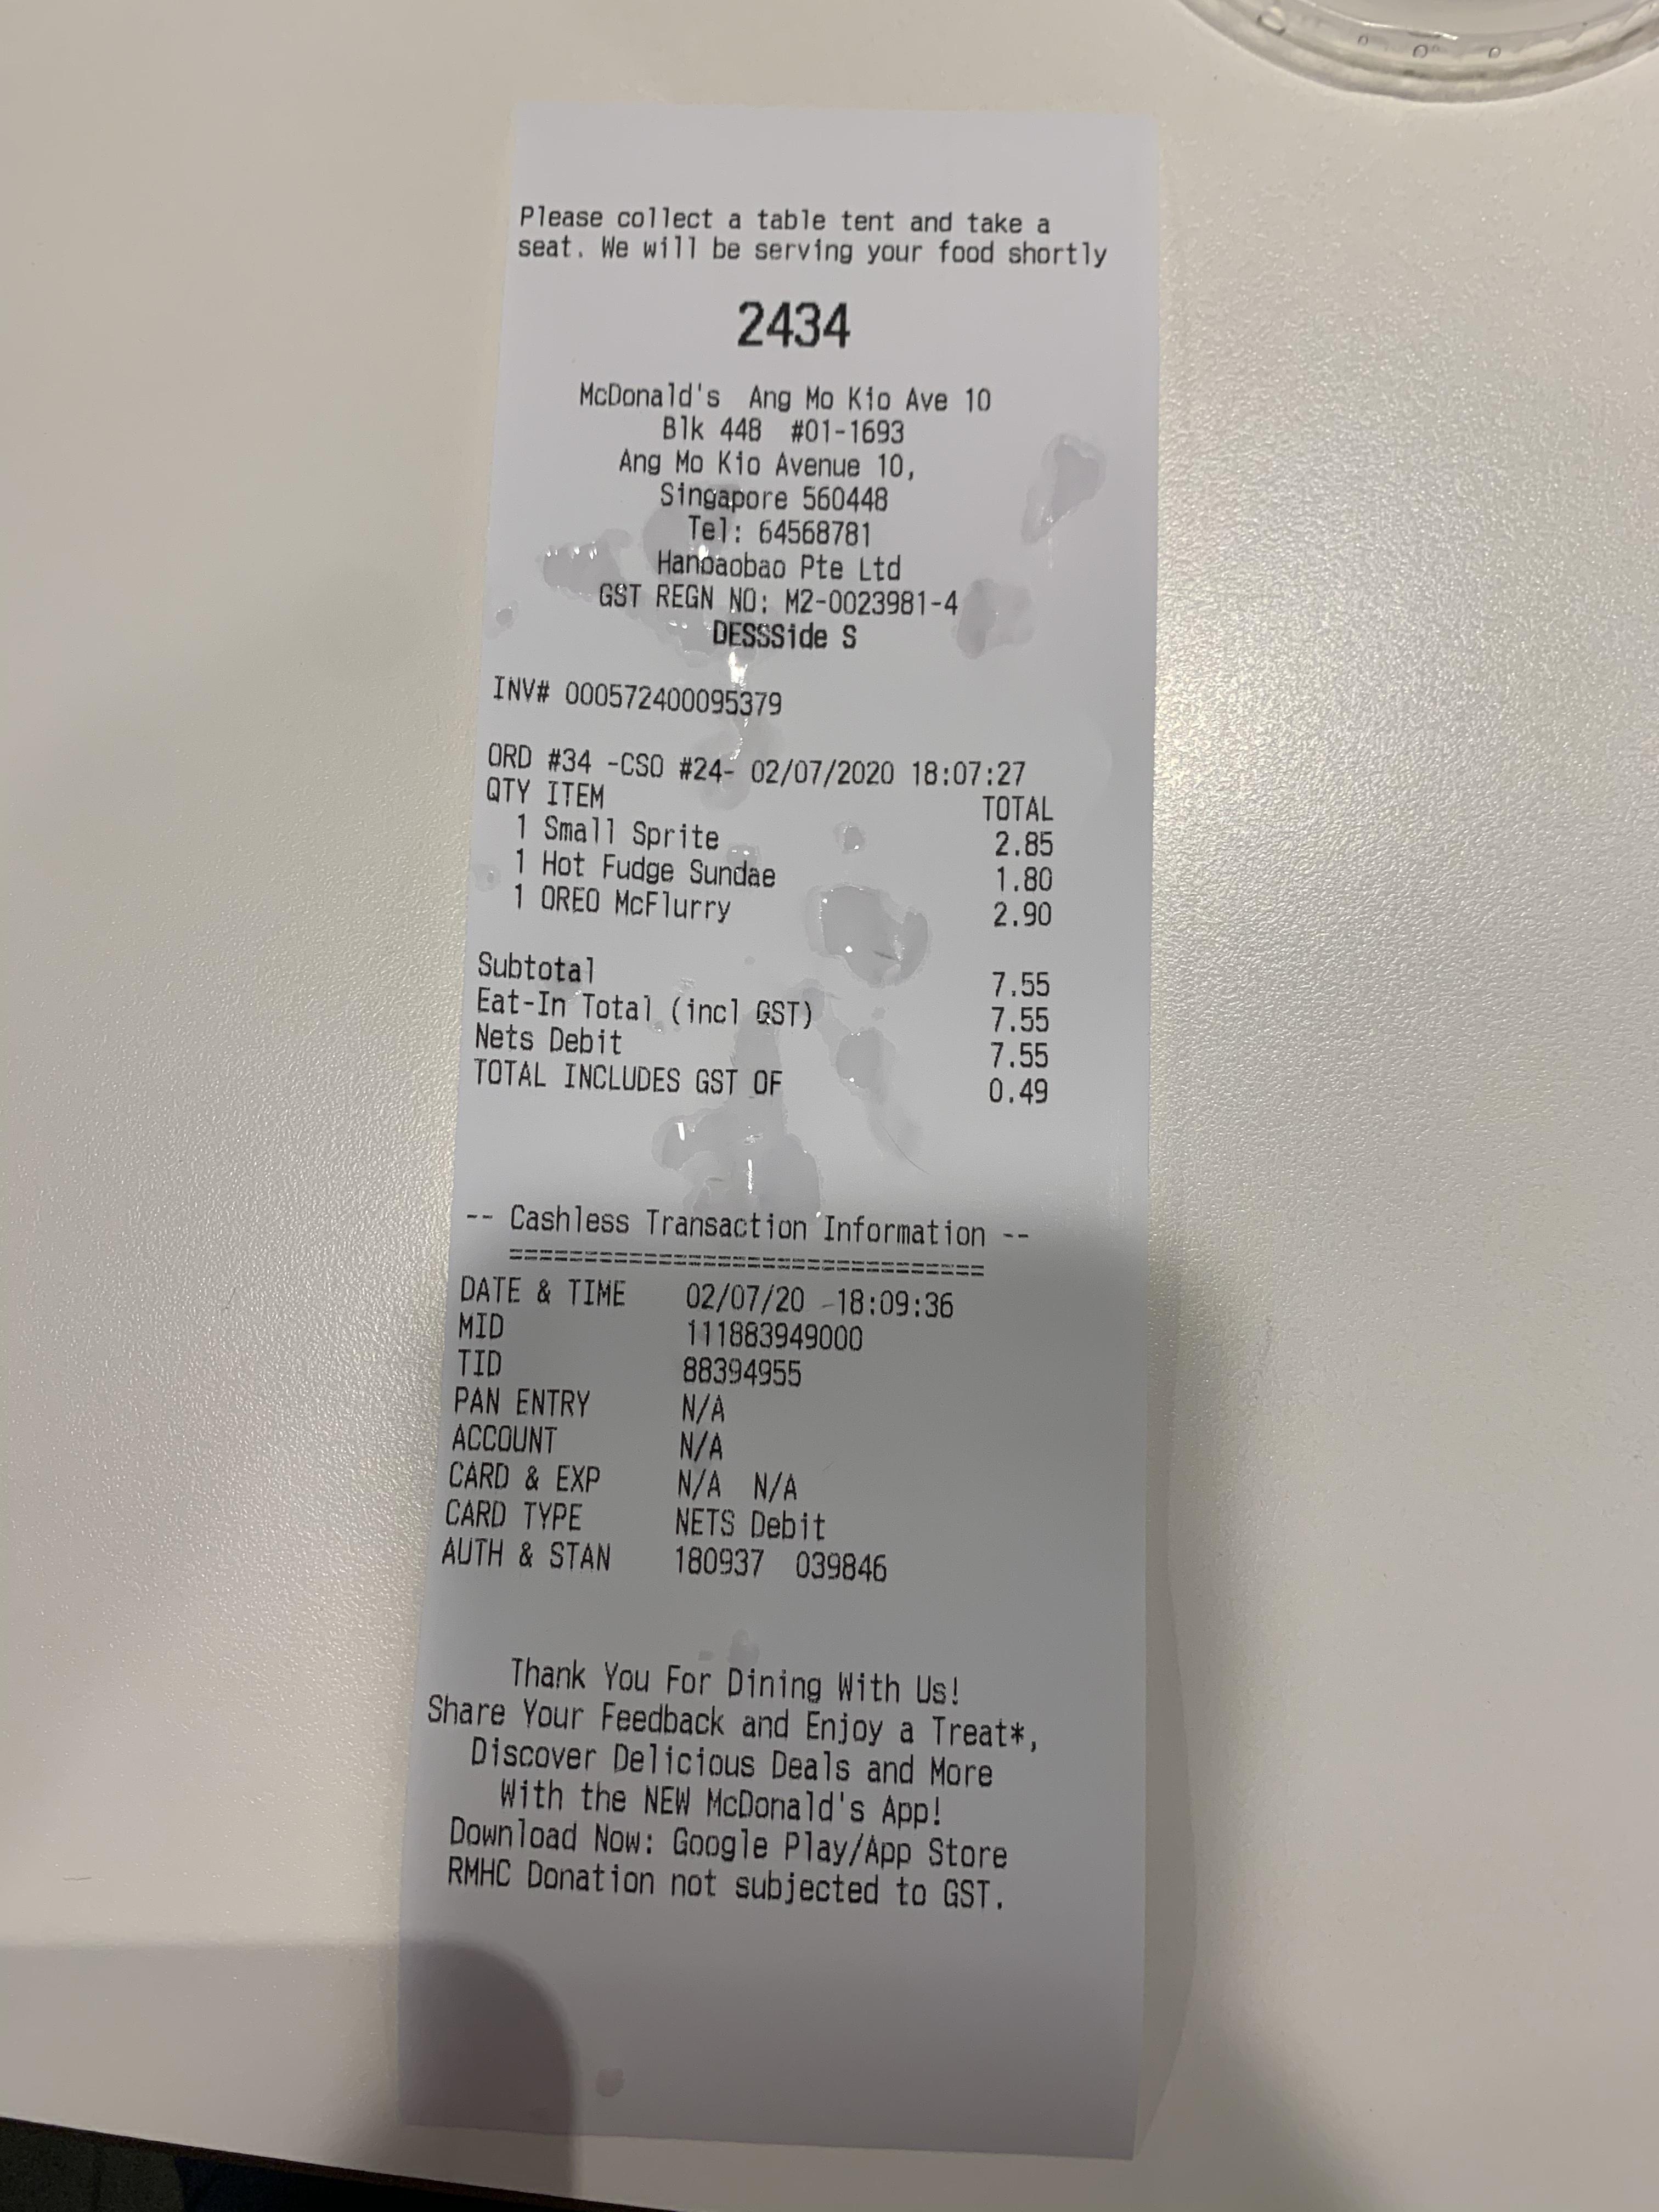 Please collect a table tent and take a
seat. We will be serving your food shortly
2434
McDonald's Ang Mo Kio Ave 10
Blk 448 #01-1693
Ang Mo Kio Avenue 10,
Singapore 560448
Tel: 64568781
Hanbaobao Pte Ltd
GST REGN NO: M2-0023981-4
DESSSide S
INV# 000572400095379
ORD #34 -CSO #24- 02/07/2020 18:07:27
QTY ITEM TOTAL
1 Small Sprite 2.85
1 Hot Fudge Sundae 1.80
1 OREO McFlurry 2.90
Subtotal 7.55
Eat-In Total (incl GST) 7.55
Nets Debit 7.55
TOTAL INCLUDES GST OF 0.49
-- Cashless Transaction Information --
================================
DATE & TIME 02/07/20 -18:09:36
MID 111883949000
TID 88394955
PAN ENTRY N/A
ACCOUNT N/A
CARD & EXP N/A N/A
CARD TYPE NETS Debit
AUTH & STAN 180937 039846
Thank You For Dining With Us!
Share Your Feedback and Enjoy a Treat*,
Discover Delicious Deals and More
With the NEW McDonald's App!
Download Now: Google Play/App Store
RMHC Donation not subjected to GST.